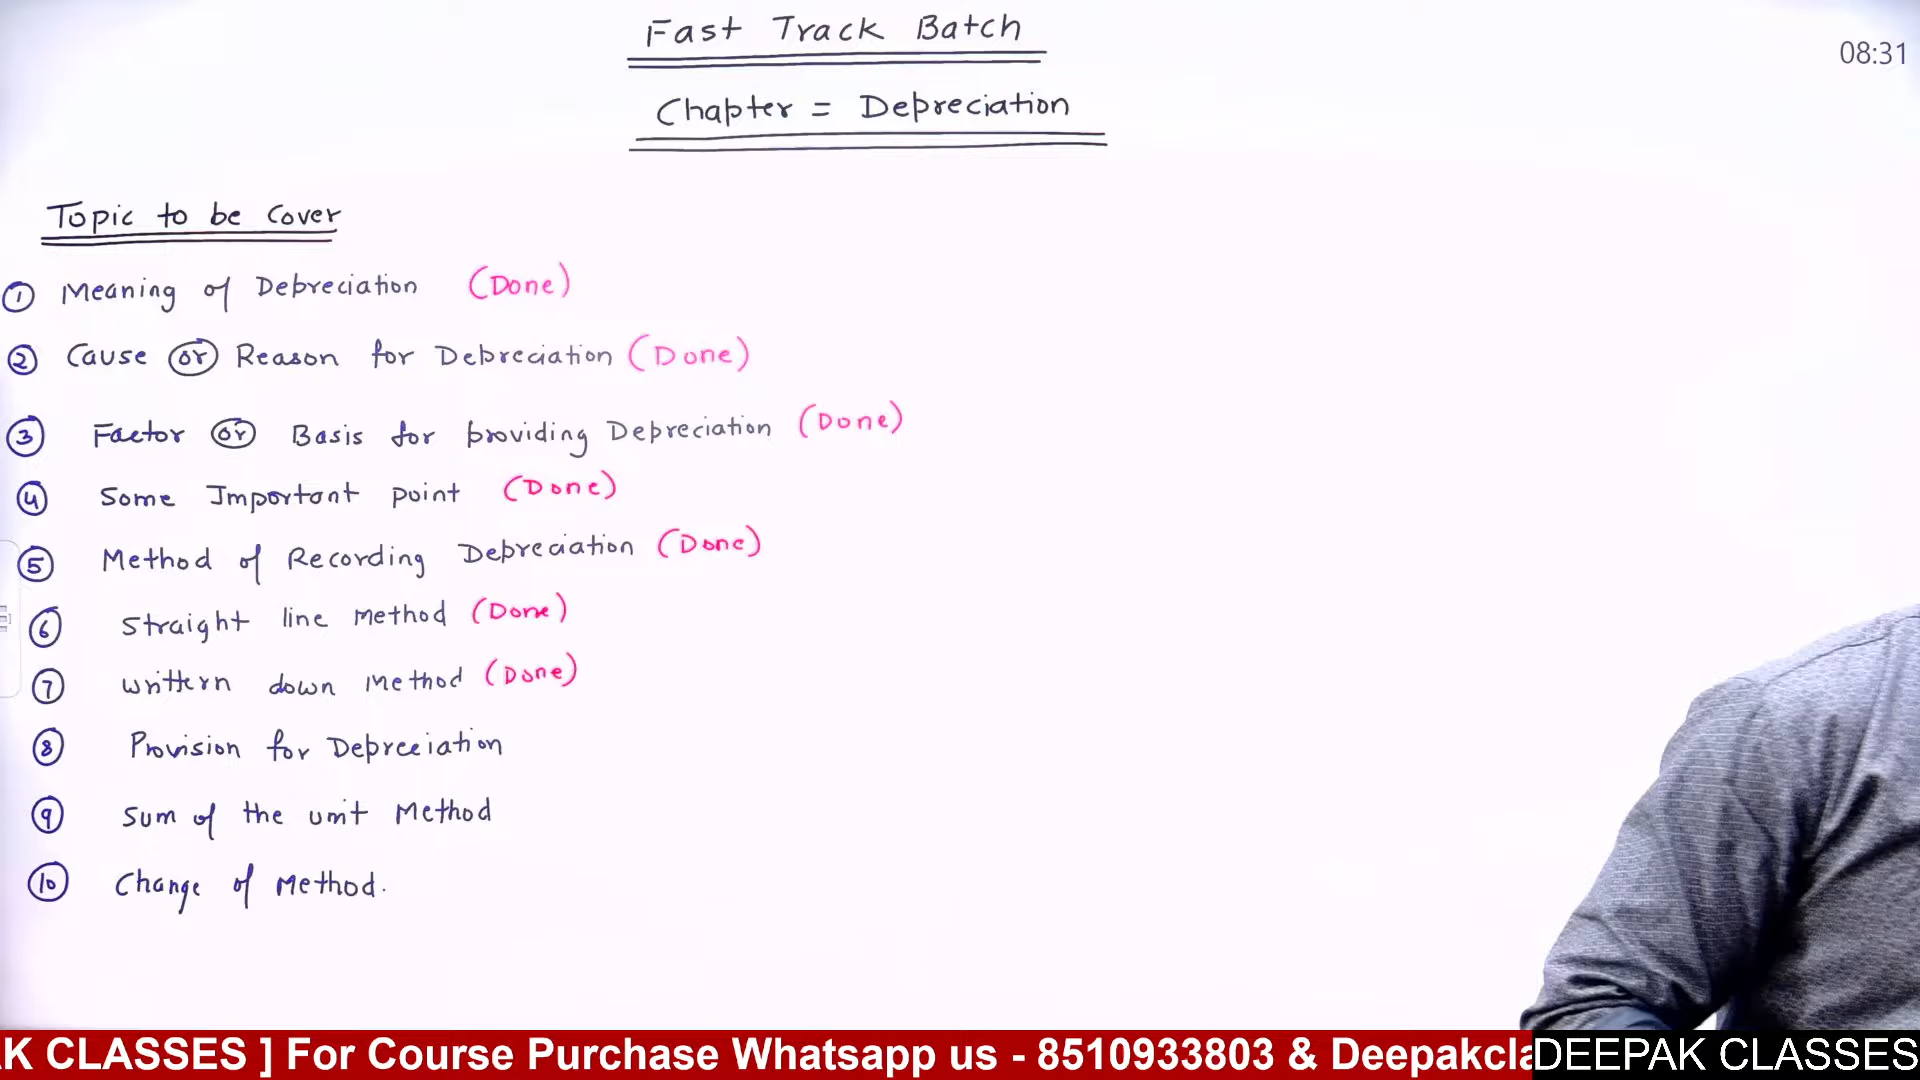 Fast Track Batch
08:31
Chapter = Depreciation
Topic to be Cover
① Meaning of Depreciation (Done)
② Cause or Reason for Depreciation (Done)
③ Factor or Basis for providing Depreciation (Done)
④ Some Important point (Done)
⑤ Method of Recording Depreciation (Done)
⑥ Straight line Method (Done)
⑦ writtern down Method (Done)
⑧ Provision for Depreciation
⑨ Sum of the unit Method
⑩ Change of Method.
K CLASSES ] For Course Purchase Whatsapp us - 8510933803 & Deepakcla
DEEPAK CLASSES